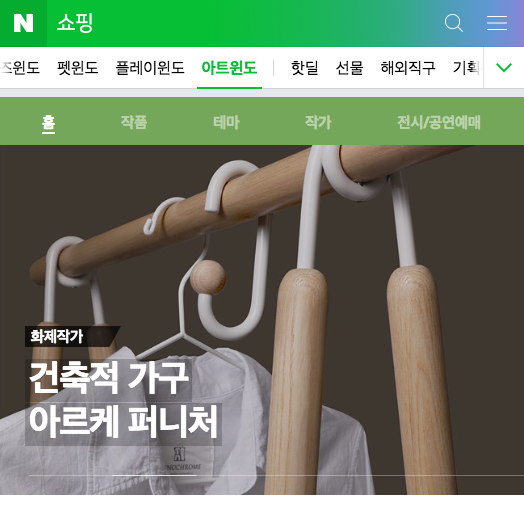 N 쇼핑
즈윈도 펫윈도 플레이윈도 아트윈도 핫딜 선물 해외직구 기획
홈 작품 테마 작가 전시/공연예매
화제작가
건축적 가구
아르케 퍼니처
NOCHROME